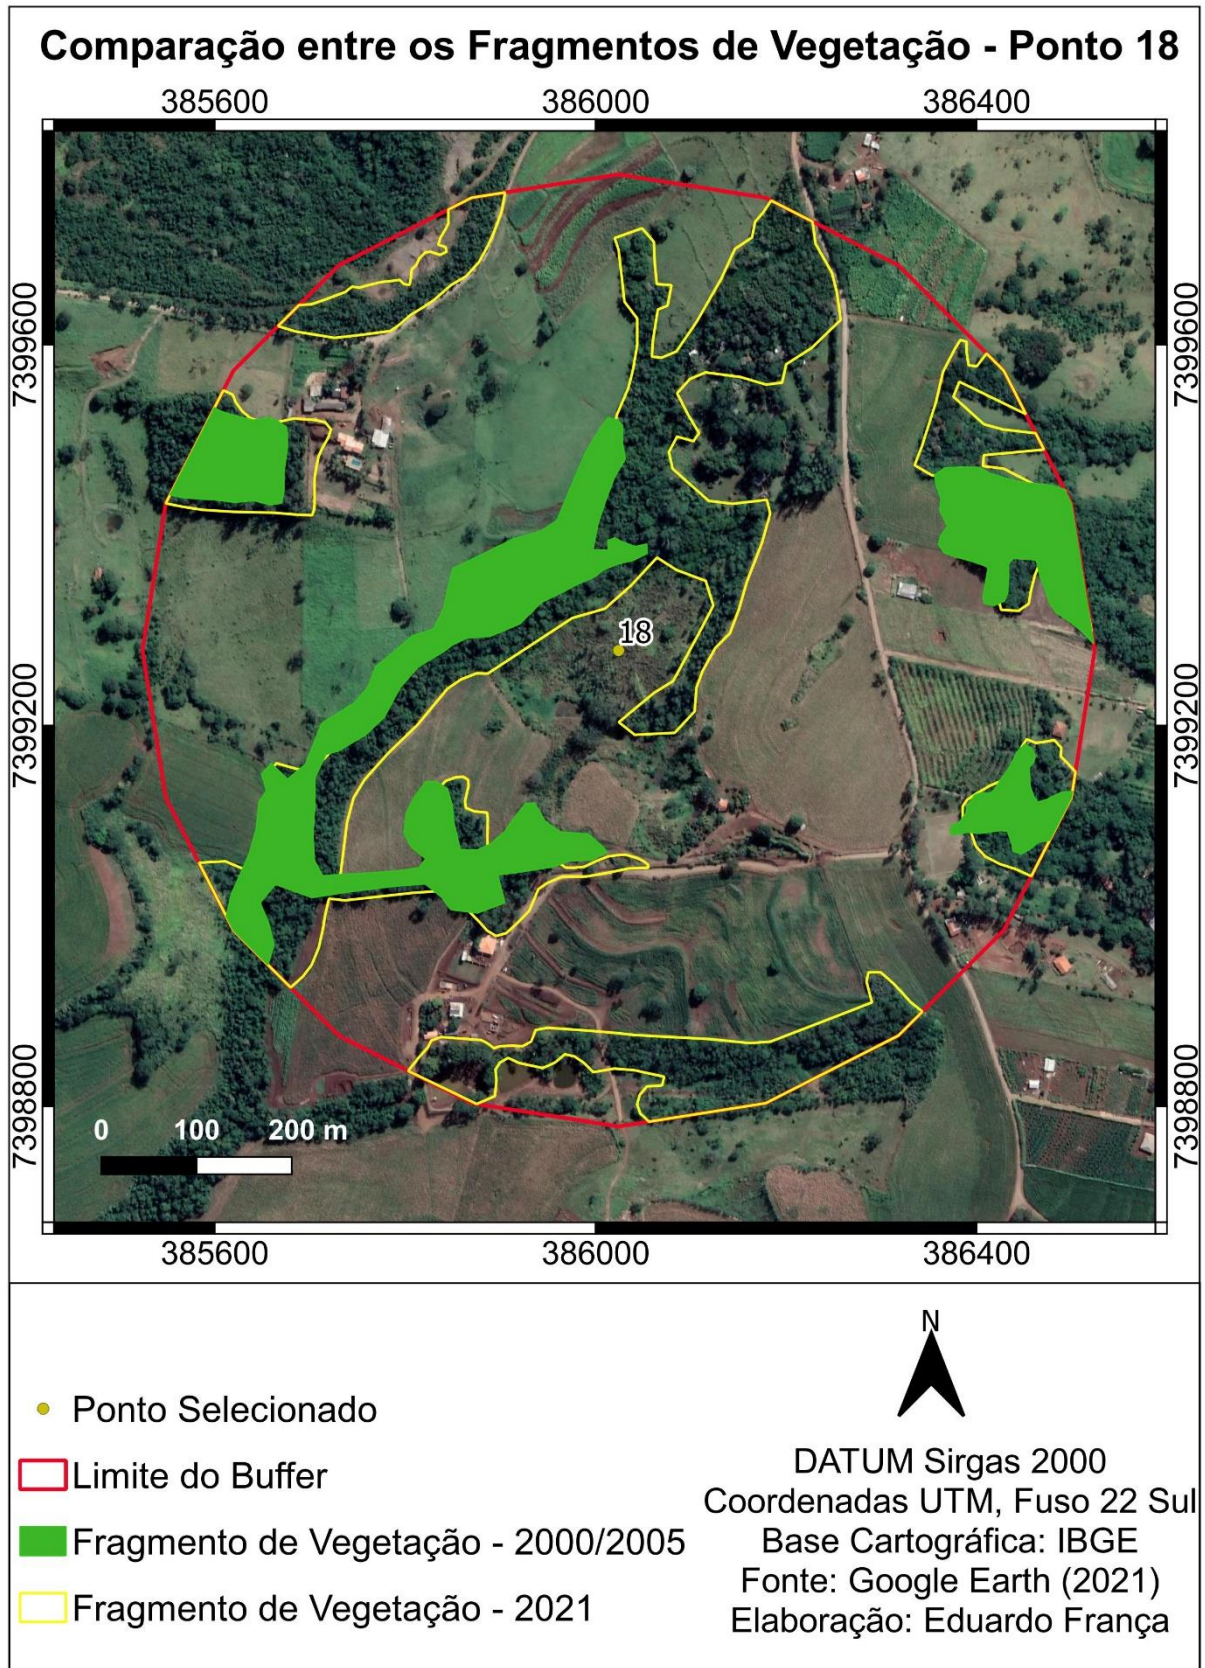 Comparação entre os Fragmentos de Vegetação - Ponto 18
385600 386000 386400
7399600 7399600
18
7399200 7399200
7398800 7398800
0 100 200 m
385600 386000 386400
N
Ponto Selecionado
Limite do Buffer
Fragmento de Vegetação - 2000/2005
Fragmento de Vegetação - 2021
DATUM Sirgas 2000
Coordenadas UTM, Fuso 22 Sul
Base Cartográfica: IBGE
Fonte: Google Earth (2021)
Elaboração: Eduardo França